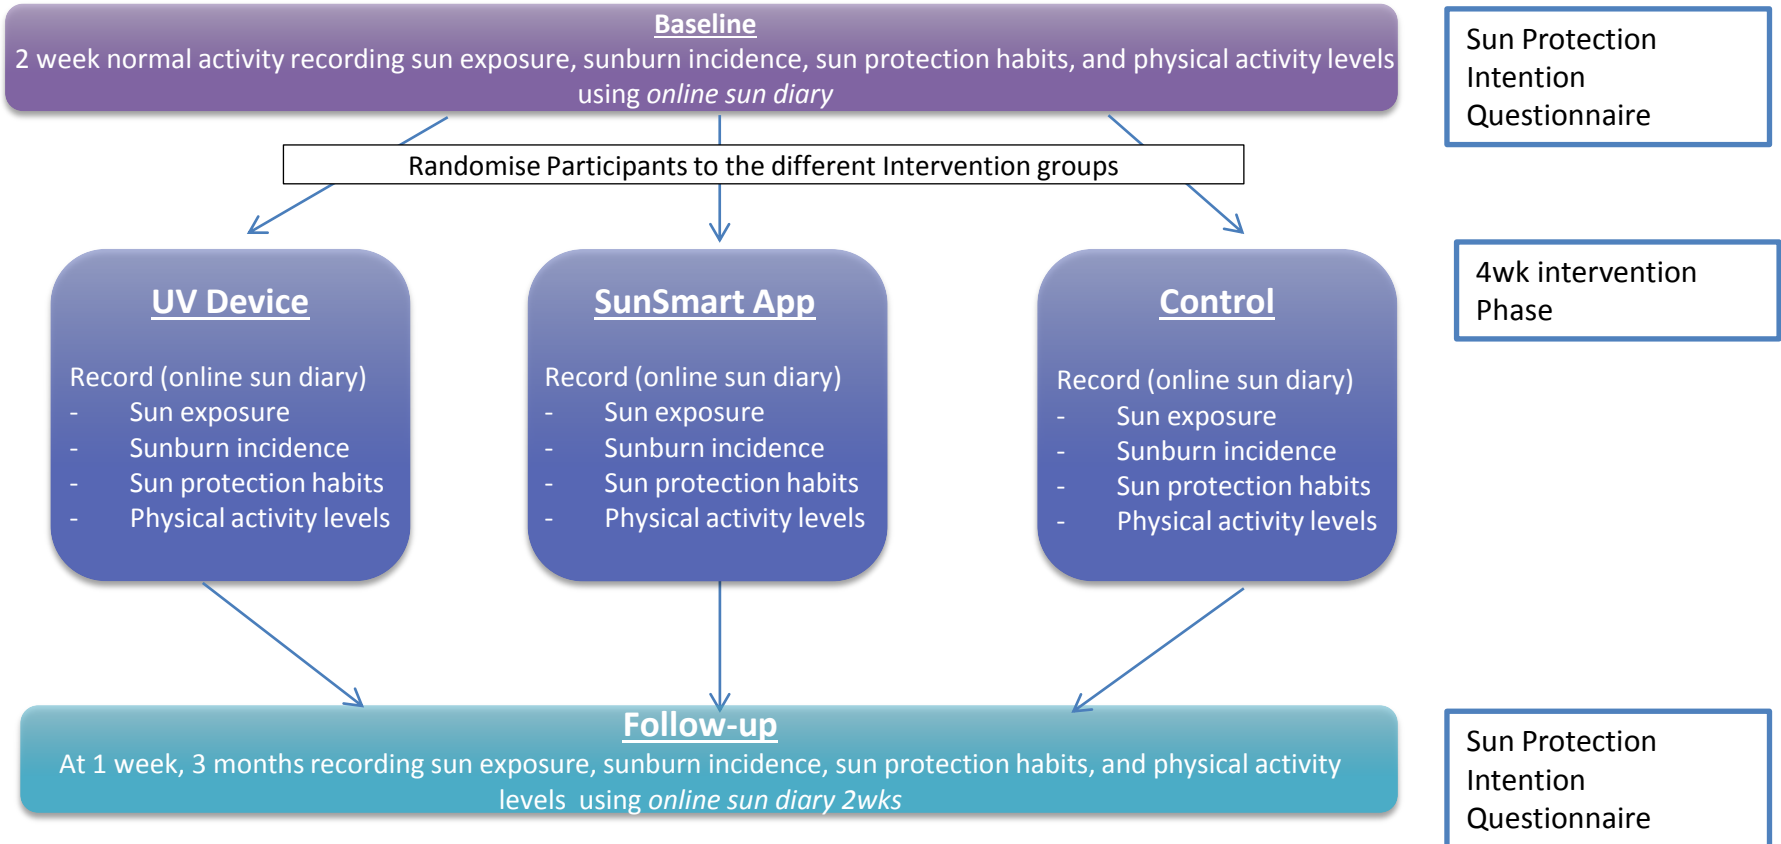 Baseline
2 week normal activity recording sun exposure, sunburn incidence, sun protection habits, and physical activity levels
using online sun diary
Sun Protection
Intention
Questionnaire
Randomise Participants to the different Intervention groups
UV Device
Record (online sun diary)
- Sun exposure
- Sunburn incidence
- Sun protection habits
- Physical activity levels
SunSmart App
Record (online sun diary)
- Sun exposure
- Sunburn incidence
- Sun protection habits
- Physical activity levels
Control
Record (online sun diary)
- Sun exposure
- Sunburn incidence
- Sun protection habits
- Physical activity levels
4wk intervention
Phase
Follow-up
At 1 week, 3 months recording sun exposure, sunburn incidence, sun protection habits, and physical activity
levels using online sun diary 2wks
Sun Protection
Intention
Questionnaire